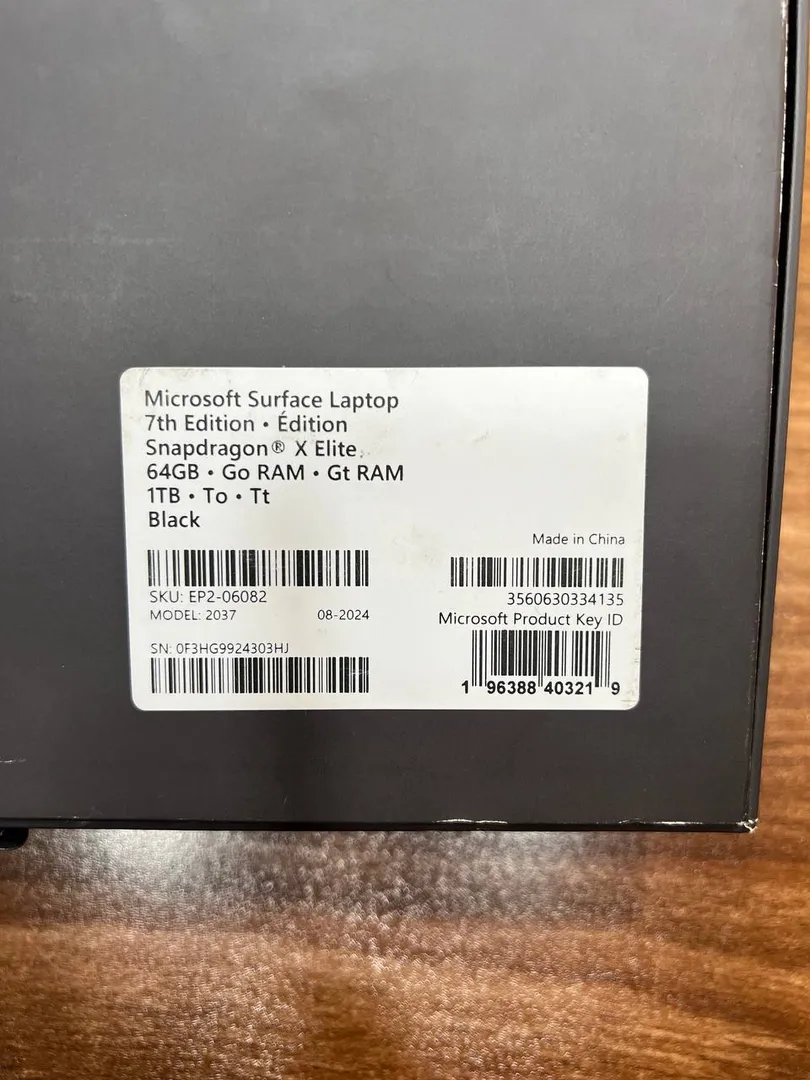 Microsoft Surface Laptop
7th Edition • Édition
Snapdragon® X Elite
64GB • Go RAM • Gt RAM
1TB • To • Tt
Black
SKU: EP2-06082
MODEL: 2037 08-2024
SN: 0F3HG9924303HJ
Made in China
3560630334135
Microsoft Product Key ID
1 96388 40321 9